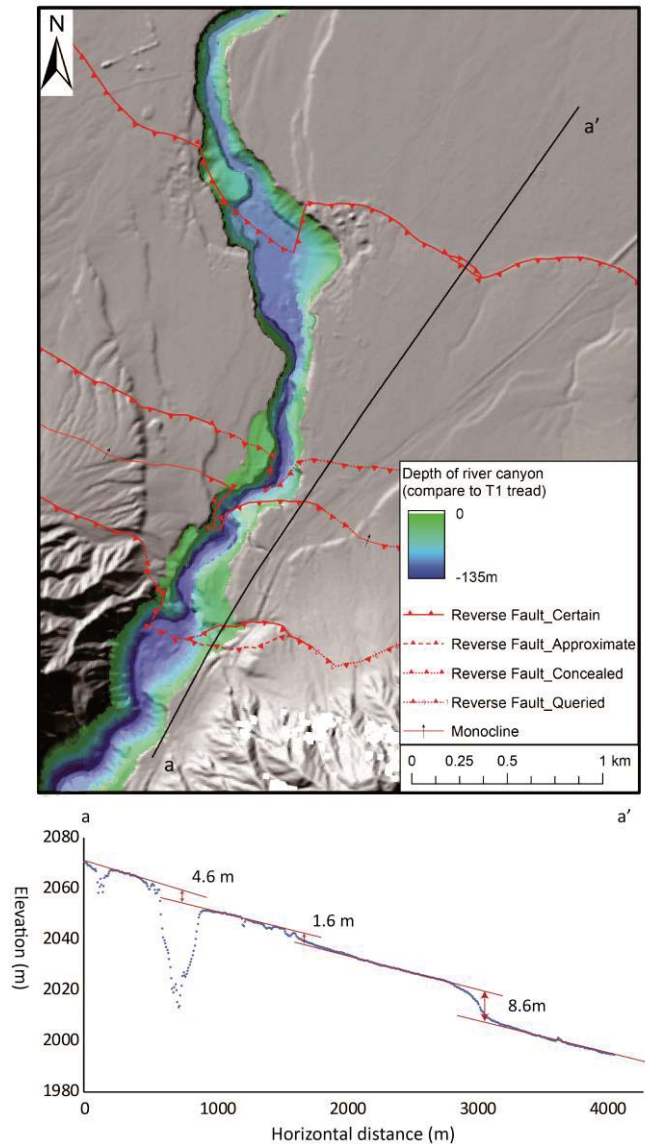 N
a'
a
Depth of river canyon
(compare to T1 tread)
0
-135m
Reverse Fault_Certain
Reverse Fault_Approximate
Reverse Fault_Concealed
Reverse Fault_Queried
Monocline
0 0.25 0.5 1 km
a a'
2080
2060
2040
2020
2000
1980
Elevation (m)
4.6 m
1.6 m
8.6m
0 1000 2000 3000 4000
Horizontal distance (m)